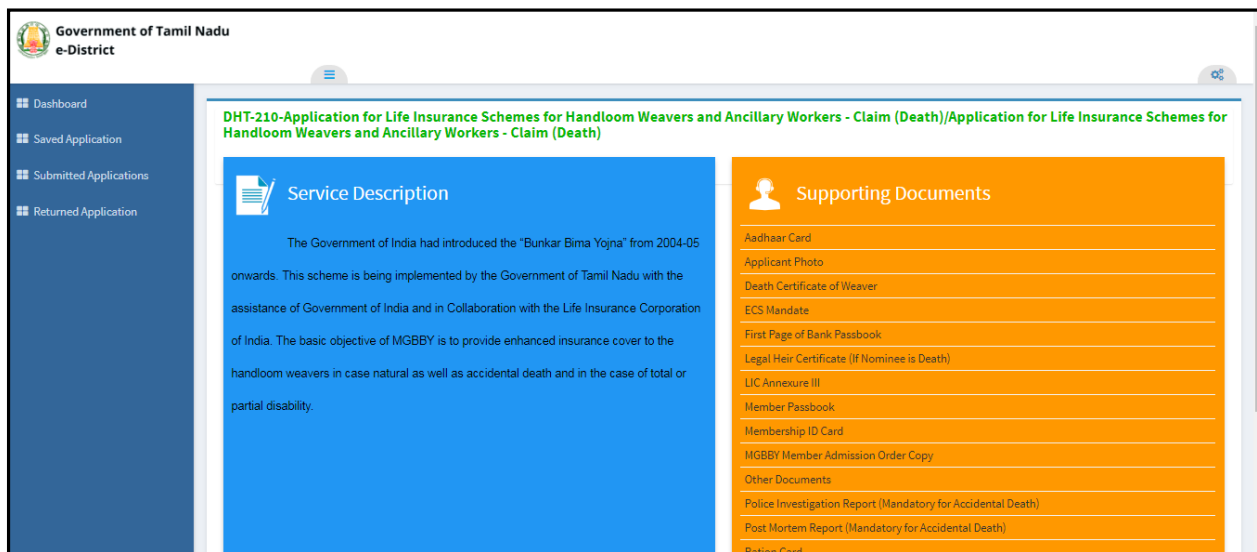 Government of Tamil Nadu
e-District
Dashboard
Saved Application
Submitted Applications
Returned Application
DHT-210-Application for Life Insurance Schemes for Handloom Weavers and Ancillary Workers - Claim (Death)/Application for Life Insurance Schemes for
Handloom Weavers and Ancillary Workers - Claim (Death)
Service Description
The Government of India had introduced the "Bunkar Bima Yojna" from 2004-05
onwards. This scheme is being implemented by the Government of Tamil Nadu with the
assistance of Government of India and in Collaboration with the Life Insurance Corporation
of India. The basic objective of MGBBY is to provide enhanced insurance cover to the
handloom weavers in case natural as well as accidental death and in the case of total or
partial disability.
Supporting Documents
Aadhaar Card
Applicant Photo
Death Certificate of Weaver
ECS Mandate
First Page of Bank Passbook
Legal Heir Certificate (If Nominee is Death)
LIC Annexure III
Member Passbook
Membership ID Card
MGBBY Member Admission Order Copy
Other Documents
Police Investigation Report (Mandatory for Accidental Death)
Post Mortem Report (Mandatory for Accidental Death)
Ration Card